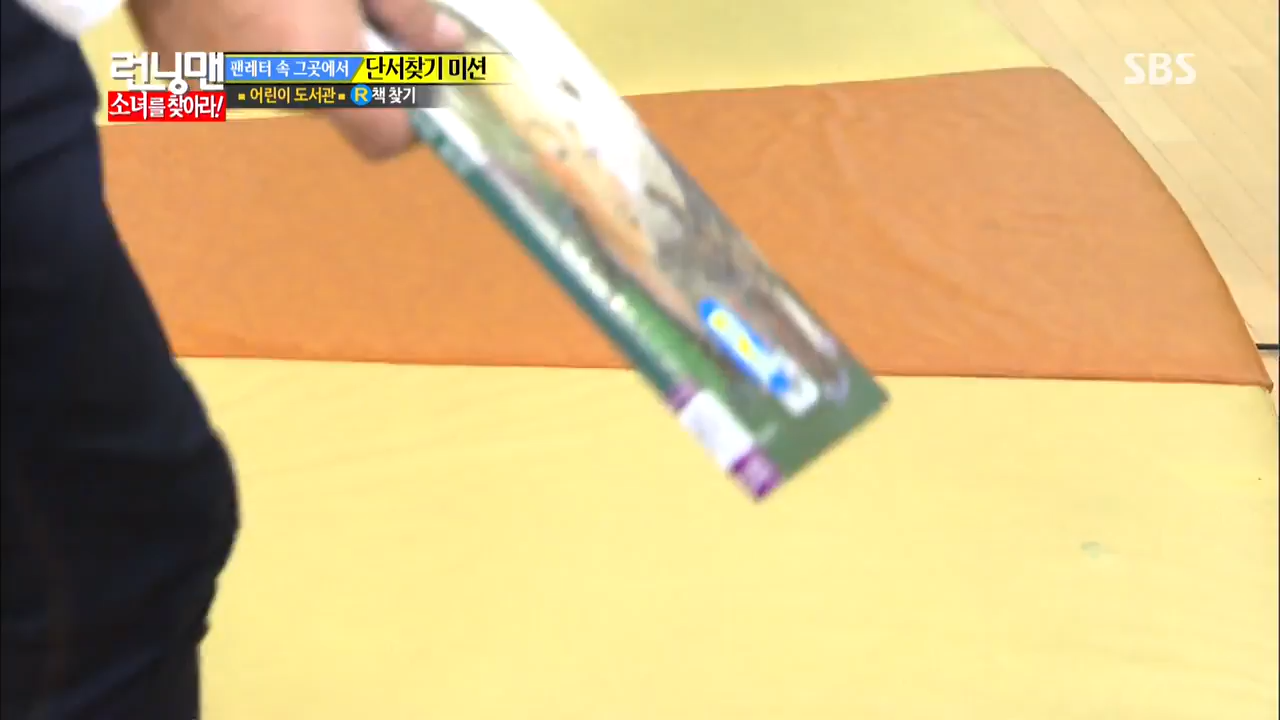 런닝맨
소녀를 찾아라!
팬레터 속 그곳에서 단서찾기 미션
어린이 도서관 R책 찾기
SBS